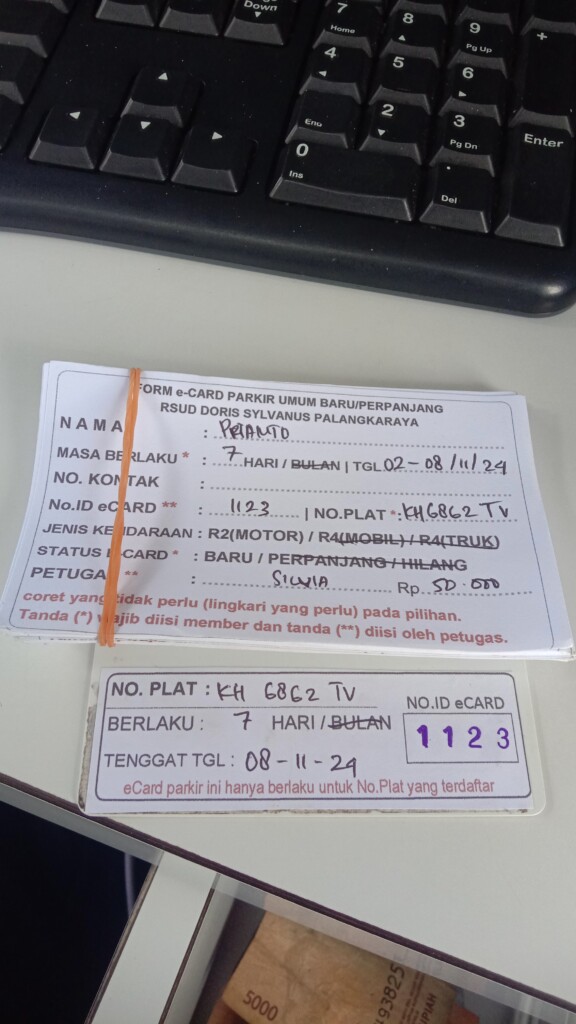 Down
7
Home
8
9
Pg Up
+
4
5
6
End
2
3
Pg Dn
Enter
0
Ins
.
Del
FORM e-CARD PARKIR UMUM BARU/PERPANJANG
RSUD DORIS SYLVANUS PALANGKARAYA
NAMA : PRIANTO
MASA BERLAKU * : 7 HARI / BULAN | TGL 02-08/11/24
NO. KONTAK :
No.ID eCARD ** : 1123 | NO.PLAT *: KH6862 TV
JENIS KENDARAAN : R2(MOTOR) / R4(MOBIL) / R4(TRUK)
STATUS E-CARD * : BARU / PERPANJANG / HILANG
PETUGAS ** : SILVIA Rp. 50.000
coret yang tidak perlu (lingkari yang perlu) pada pilihan.
Tanda (*) wajib diisi member dan tanda (**) diisi oleh petugas.
NO. PLAT : KH 6862 TV
NO.ID eCARD
BERLAKU : 7 HARI / BULAN
1123
TENGGAT TGL : 08-11-24
eCard parkir ini hanya berlaku untuk No.Plat yang terdaftar
5000
93825
PIAH